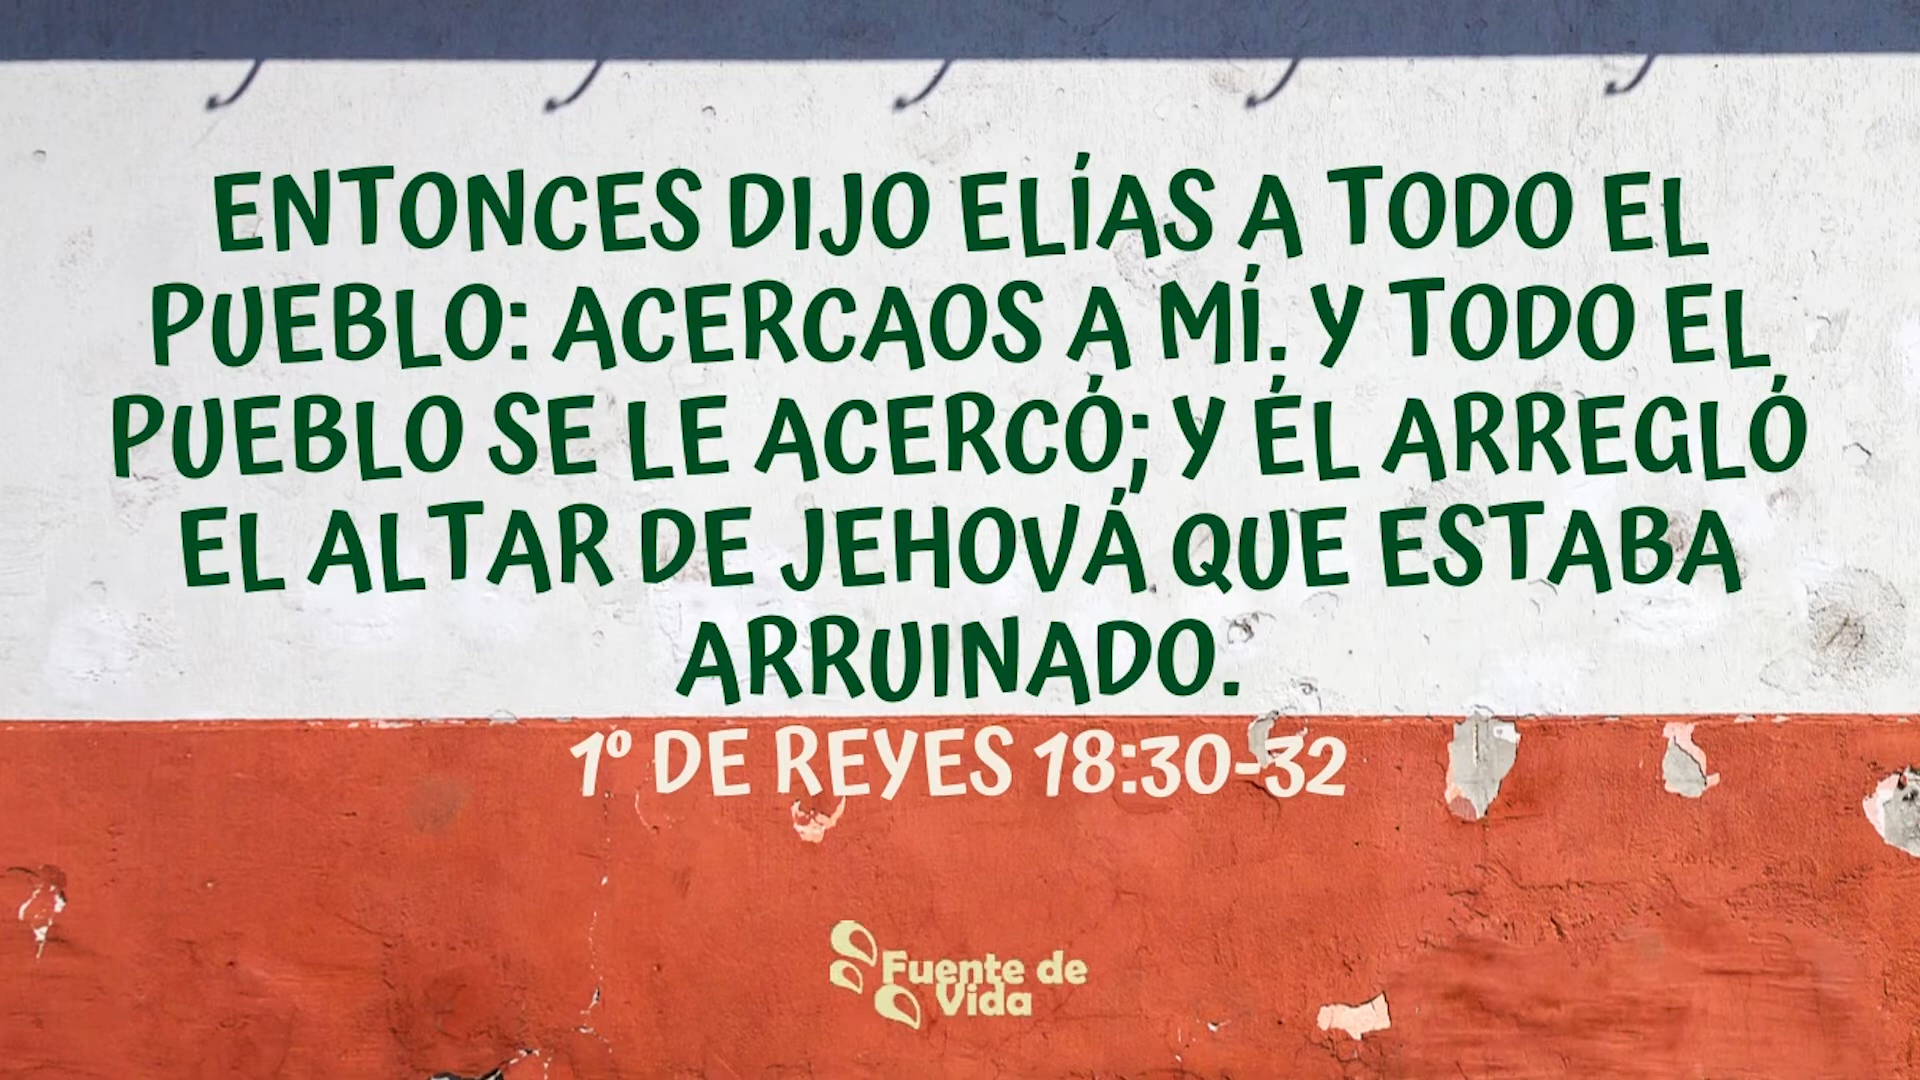 ENTONCES DIJO ELÍAS A TODO EL
PUEBLO: ACERCAOS A MÍ. Y TODO EL
PUEBLO SE LE ACERCÓ; Y ÉL ARREGLÓ
EL ALTAR DE JEHOVÁ QUE ESTABA
ARRUINADO.
1º DE REYES 18:30-32
Fuente de
Vida